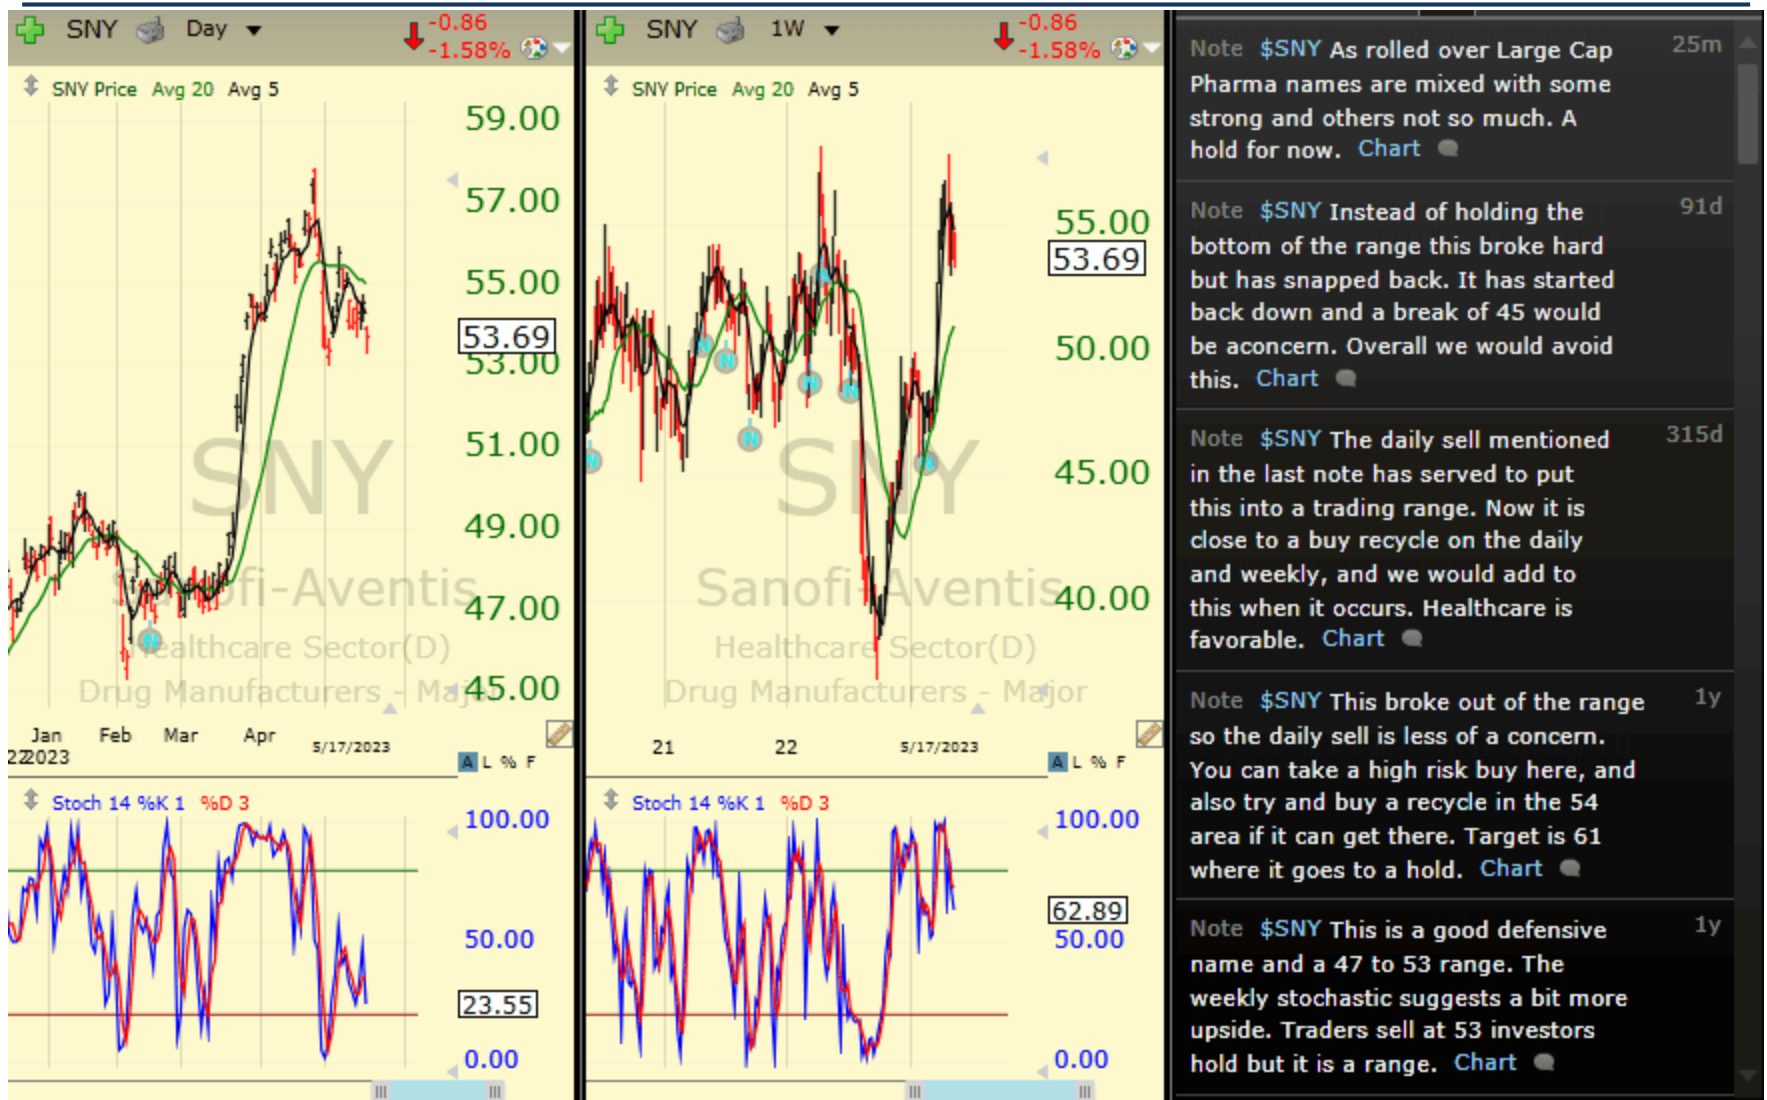 SNY Day
-0.86
-1.58%
SNY Price Avg 20 Avg 5
59.00
57.00
55.00
53.69
53.00
51.00
49.00
47.00
45.00
SNY
Sanofi-Aventis
Healthcare Sector(D)
Drug Manufacturers - Major
N
Jan Feb Mar Apr 5/17/2023
222023
A L % F
Stoch 14 %K 1 %D 3
100.00
50.00
23.55
0.00
SNY 1W
-0.86
-1.58%
SNY Price Avg 20 Avg 5
55.00
53.69
50.00
45.00
40.00
SNY
Sanofi-Aventis
Healthcare Sector(D)
Drug Manufacturers - Major
N N N N N N N N
21 22 5/17/2023
A L % F
Stoch 14 %K 1 %D 3
100.00
62.89
50.00
0.00
Note $SNY As rolled over Large Cap 25m
Pharma names are mixed with some
strong and others not so much. A
hold for now. Chart
Note $SNY Instead of holding the 91d
bottom of the range this broke hard
but has snapped back. It has started
back down and a break of 45 would
be aconcern. Overall we would avoid
this. Chart
Note $SNY The daily sell mentioned 315d
in the last note has served to put
this into a trading range. Now it is
close to a buy recycle on the daily
and weekly, and we would add to
this when it occurs. Healthcare is
favorable. Chart
Note $SNY This broke out of the range 1y
so the daily sell is less of a concern.
You can take a high risk buy here, and
also try and buy a recycle in the 54
area if it can get there. Target is 61
where it goes to a hold. Chart
Note $SNY This is a good defensive 1y
name and a 47 to 53 range. The
weekly stochastic suggests a bit more
upside. Traders sell at 53 investors
hold but it is a range. Chart